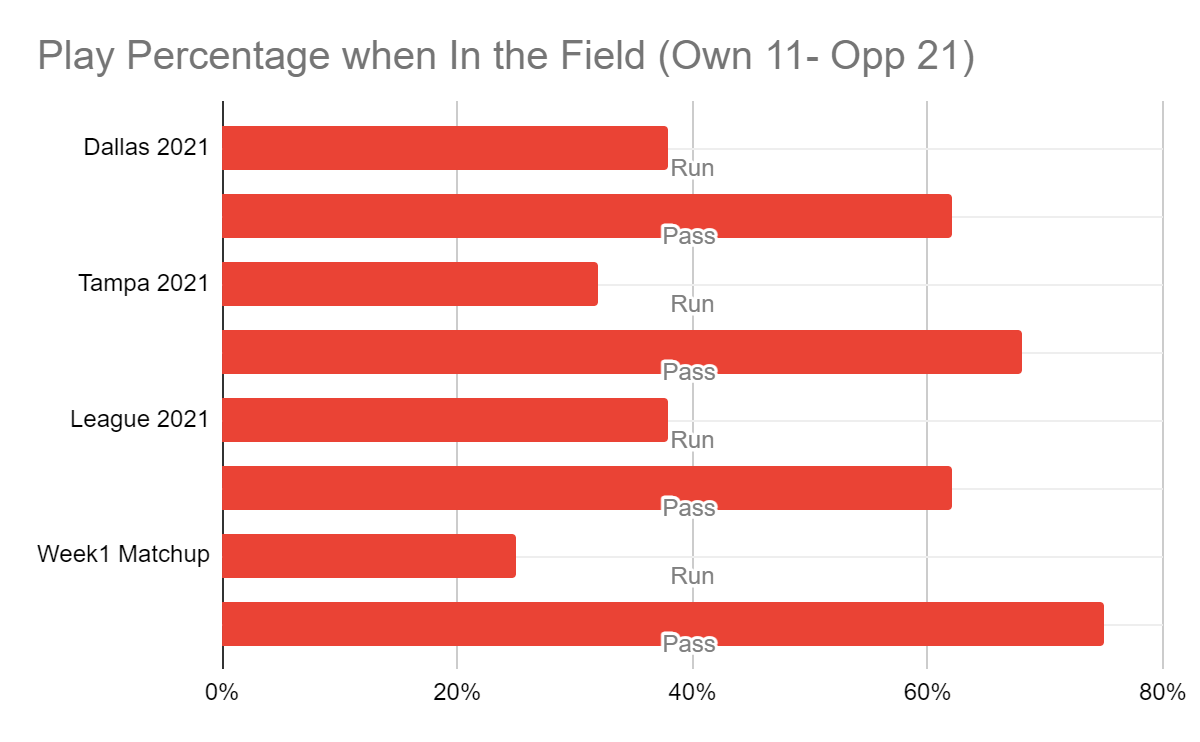 Play Percentage when In the Field (Own 11- Opp 21)
Dallas 2021
Run
Pass
Tampa 2021
Run
Pass
League 2021
Run
Pass
Week1 Matchup
Run
Pass
0% 20% 40% 60% 80%